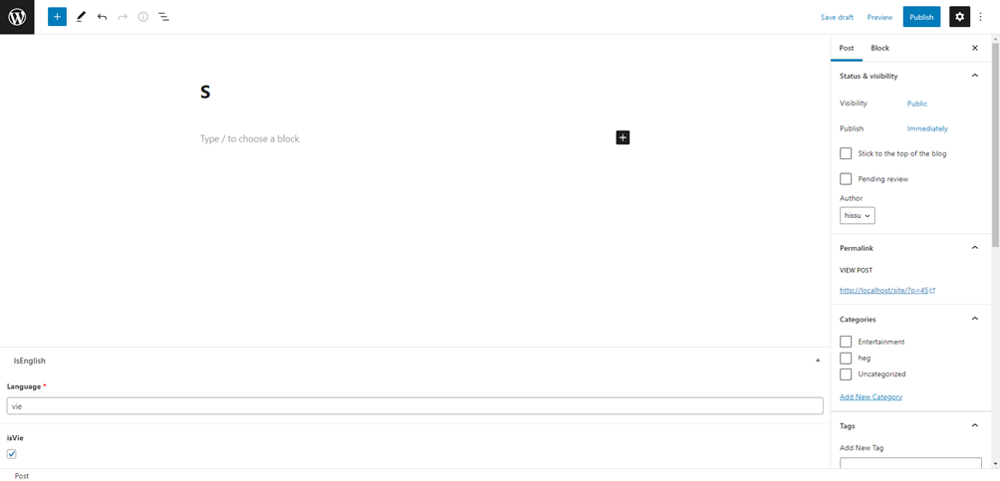 Save draft
Preview
Publish
Post
Block
S
Type / to choose a block
Status & visibility
Visibility
Public
Publish
Immediately
Stick to the top of the blog
Pending review
Author
hissu
Permalink
VIEW POST
http://localhost/site/?p=45
Categories
Entertainment
heg
Uncategorized
Add New Category
Tags
Add New Tag
IsEnglish
Language *
vie
isVie
Post